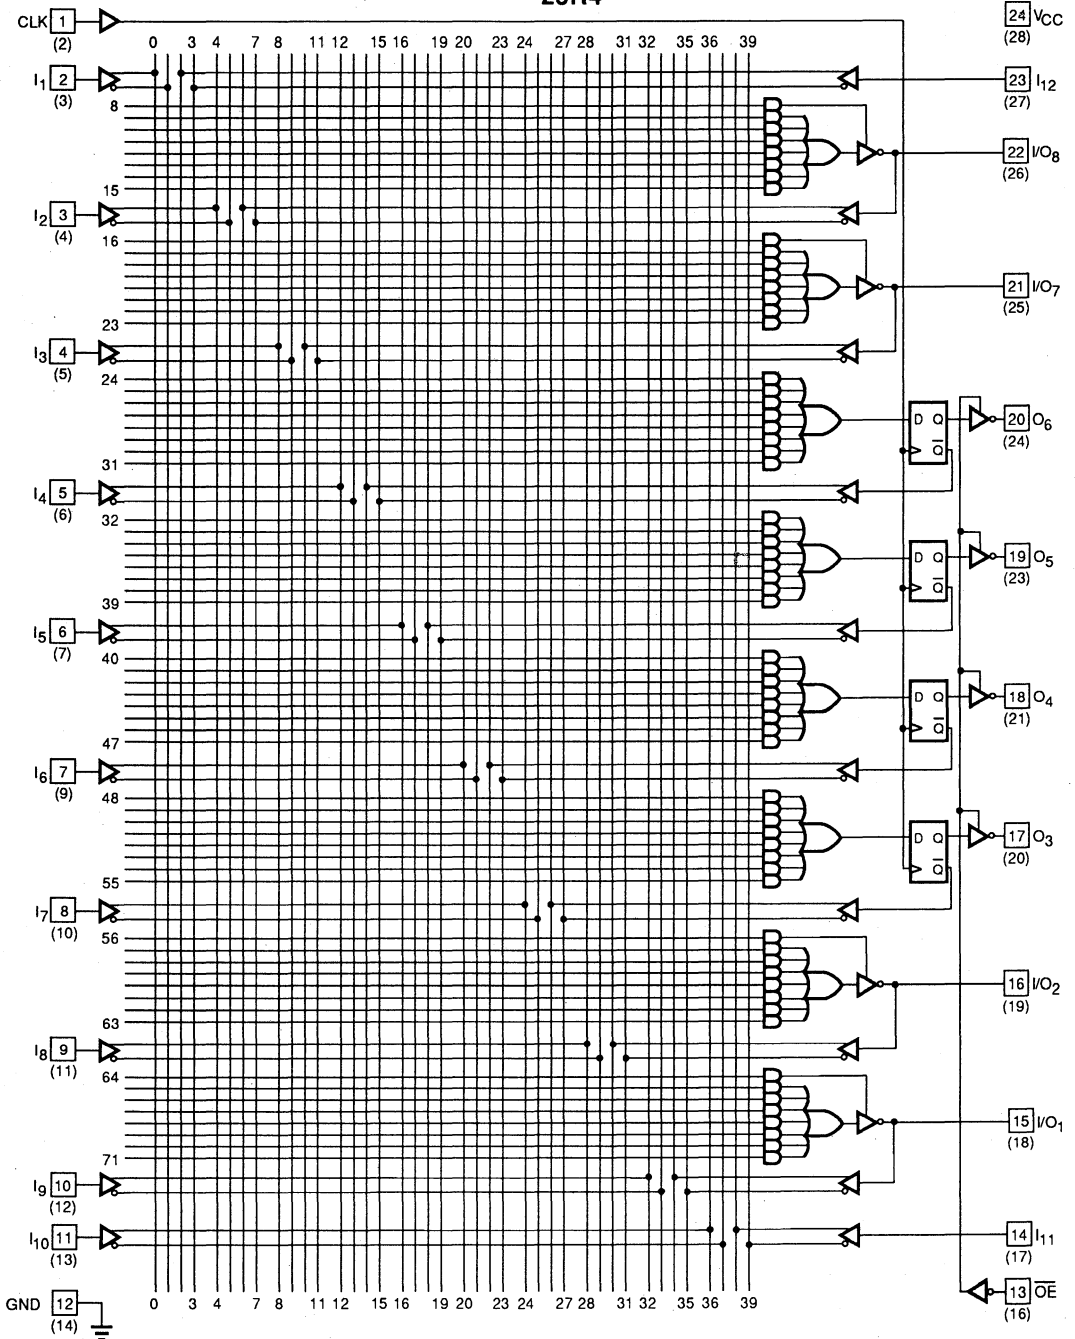 CLK 1 (2)
24 VCC (28)
0 3 4 7 8 11 12 15 16 19 20 23 24 27 28 31 32 35 36 39
I1 2 (3)
23 I12 (27)
8
22 I/O8 (26)
15
I2 3 (4)
16
21 I/O7 (25)
23
I3 4 (5)
24
D Q Q̅
20 O6 (24)
31
I4 5 (6)
32
D Q Q̅
19 O5 (23)
39
I5 6 (7)
40
D Q Q̅
18 O4 (21)
47
I6 7 (9)
48
D Q Q̅
17 O3 (20)
55
I7 8 (10)
56
16 I/O2 (19)
63
I8 9 (11)
64
15 I/O1 (18)
71
I9 10 (12)
I10 11 (13)
14 I11 (17)
0 3 4 7 8 11 12 15 16 19 20 23 24 27 28 31 32 35 36 39
GND 12 (14)
13 O̅E̅ (16)